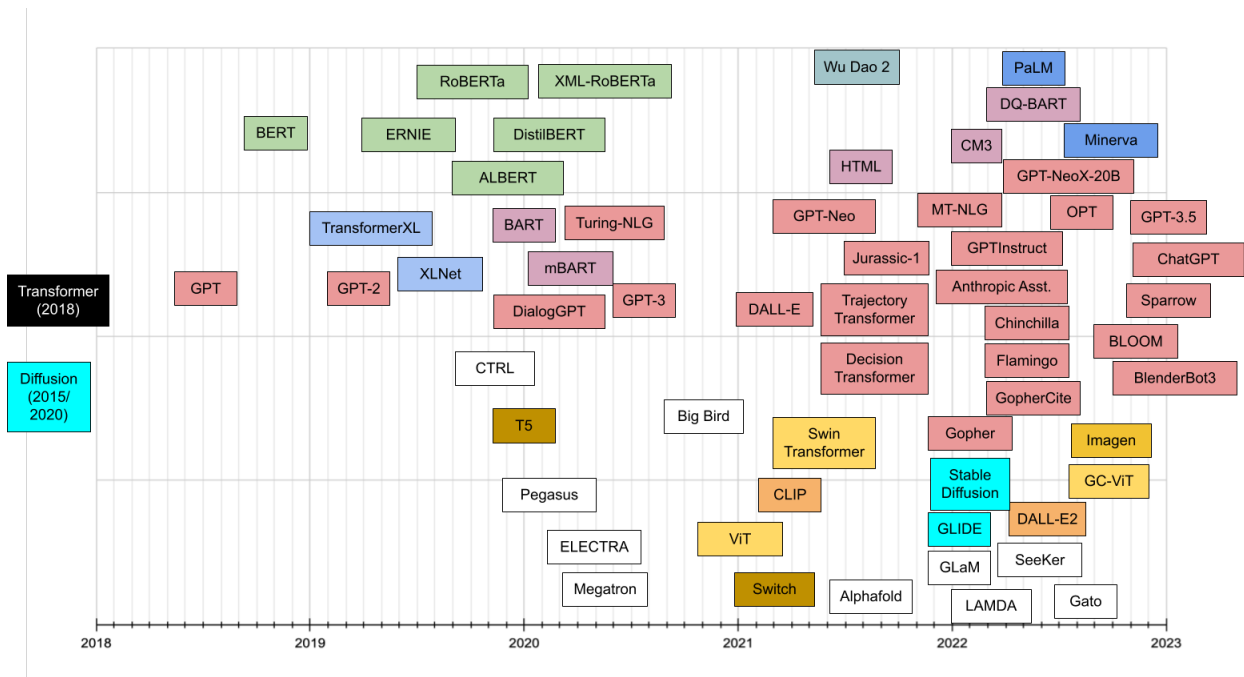 Wu Dao 2
PaLM
RoBERTa
XML-RoBERTa
DQ-BART
BERT
ERNIE
DistilBERT
CM3
Minerva
HTML
ALBERT
GPT-NeoX-20B
TransformerXL
BART
Turing-NLG
GPT-Neo
MT-NLG
OPT
GPT-3.5
GPTInstruct
Jurassic-1
ChatGPT
XLNet
mBART
GPT
GPT-2
Anthropic Asst.
Transformer
(2018)
GPT-3
DialogGPT
DALL-E
Trajectory
Transformer
Sparrow
Chinchilla
BLOOM
Diffusion
(2015/
2020)
CTRL
Decision
Transformer
Flamingo
BlenderBot3
GopherCite
T5
Big Bird
Swin
Transformer
Gopher
Imagen
Pegasus
CLIP
Stable
Diffusion
GC-ViT
DALL-E2
GLIDE
ELECTRA
ViT
GLaM
SeeKer
Megatron
Switch
Alphafold
LAMDA
Gato
2018
2019
2020
2021
2022
2023